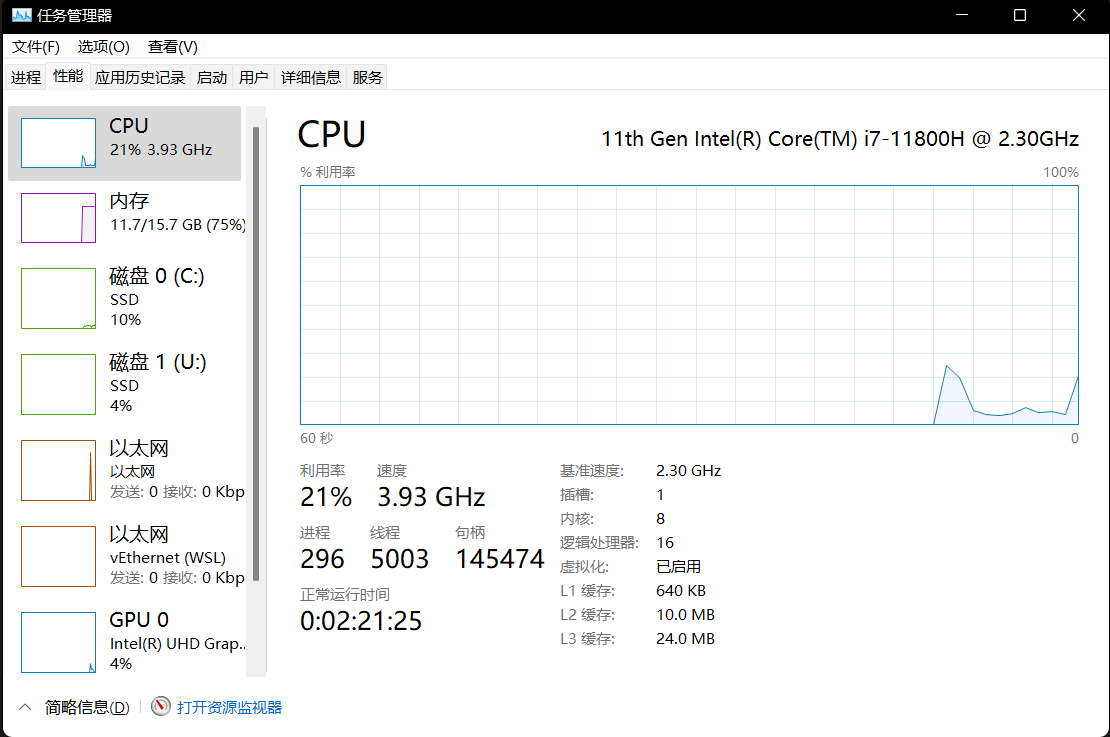 任务管理器
文件(F) 选项(O) 查看(V)
进程 性能 应用历史记录 启动 用户 详细信息 服务
CPU
21% 3.93 GHz
内存
11.7/15.7 GB (75%)
磁盘 0 (C:)
SSD
10%
磁盘 1 (U:)
SSD
4%
以太网
以太网
发送: 0 接收: 0 Kbp
以太网
vEthernet (WSL)
发送: 0 接收: 0 Kbp
GPU 0
Intel(R) UHD Grap...
4%
CPU
11th Gen Intel(R) Core(TM) i7-11800H @ 2.30GHz
% 利用率 100%
60 秒 0
利用率 速度
21% 3.93 GHz
进程 线程 句柄
296 5003 145474
正常运行时间
0:02:21:25
基准速度: 2.30 GHz
插槽: 1
内核: 8
逻辑处理器: 16
虚拟化: 已启用
L1 缓存: 640 KB
L2 缓存: 10.0 MB
L3 缓存: 24.0 MB
简略信息(D) 打开资源监视器